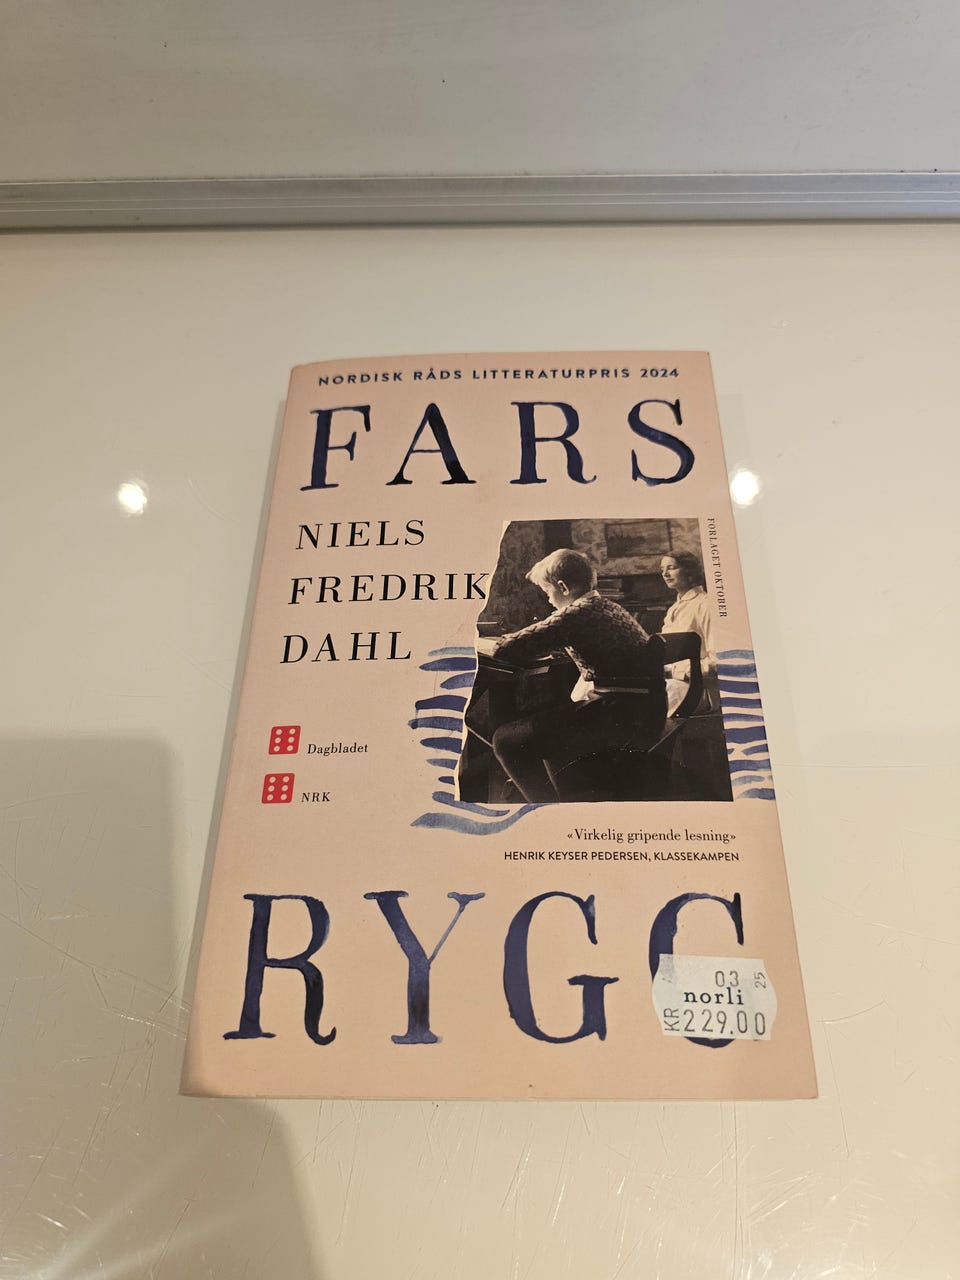 NORDISK RÅDS LITTERATURPRIS 2024
FARS
NIELS
FREDRIK
DAHL
FORLAGET OKTOBER
Dagbladet
NRK
«Virkelig gripende lesning»
HENRIK KEYSER PEDERSEN, KLASSEKAMPEN
RYGG
03 25
norli
KR 229.00